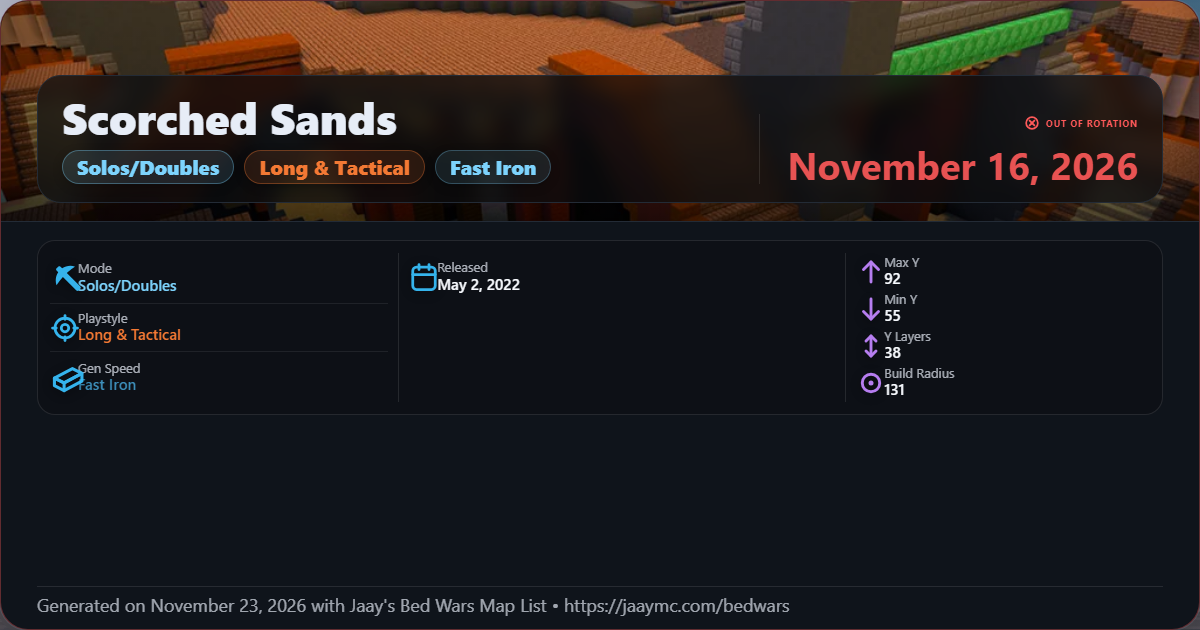 Scorched Sands
Solos/Doubles
Long & Tactical
Fast Iron
OUT OF ROTATION
November 16, 2026
Mode
Solos/Doubles
Playstyle
Long & Tactical
Gen Speed
Fast Iron
Released
May 2, 2022
Max Y
92
Min Y
55
Y Layers
38
Build Radius
131
Generated on November 23, 2026 with Jaay's Bed Wars Map List • https://jaaymc.com/bedwars